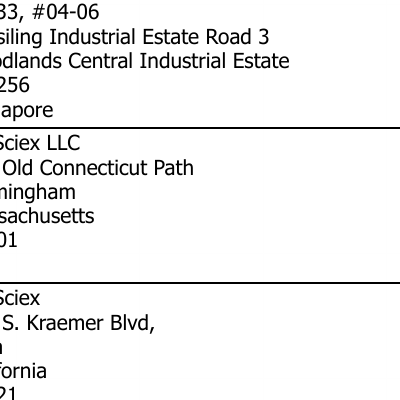 33, #04-06
siling Industrial Estate Road 3
odlands Central Industrial Estate
256
apore
Sciex LLC
Old Connecticut Path
mingham
sachusetts
01
Sciex
S. Kraemer Blvd,
fornia
21